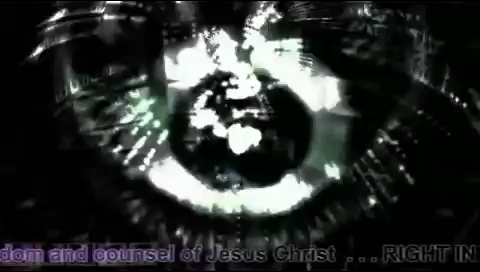 dom and counsel of Jesus Christ . . . RIGHT IN